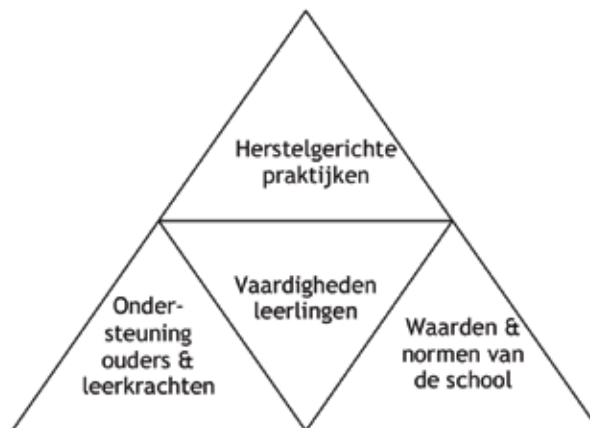 Herstelgerichte
praktijken
Vaardigheden
leerlingen
Onder-
steuning
ouders &
leerkrachten
Waarden &
normen van
de school